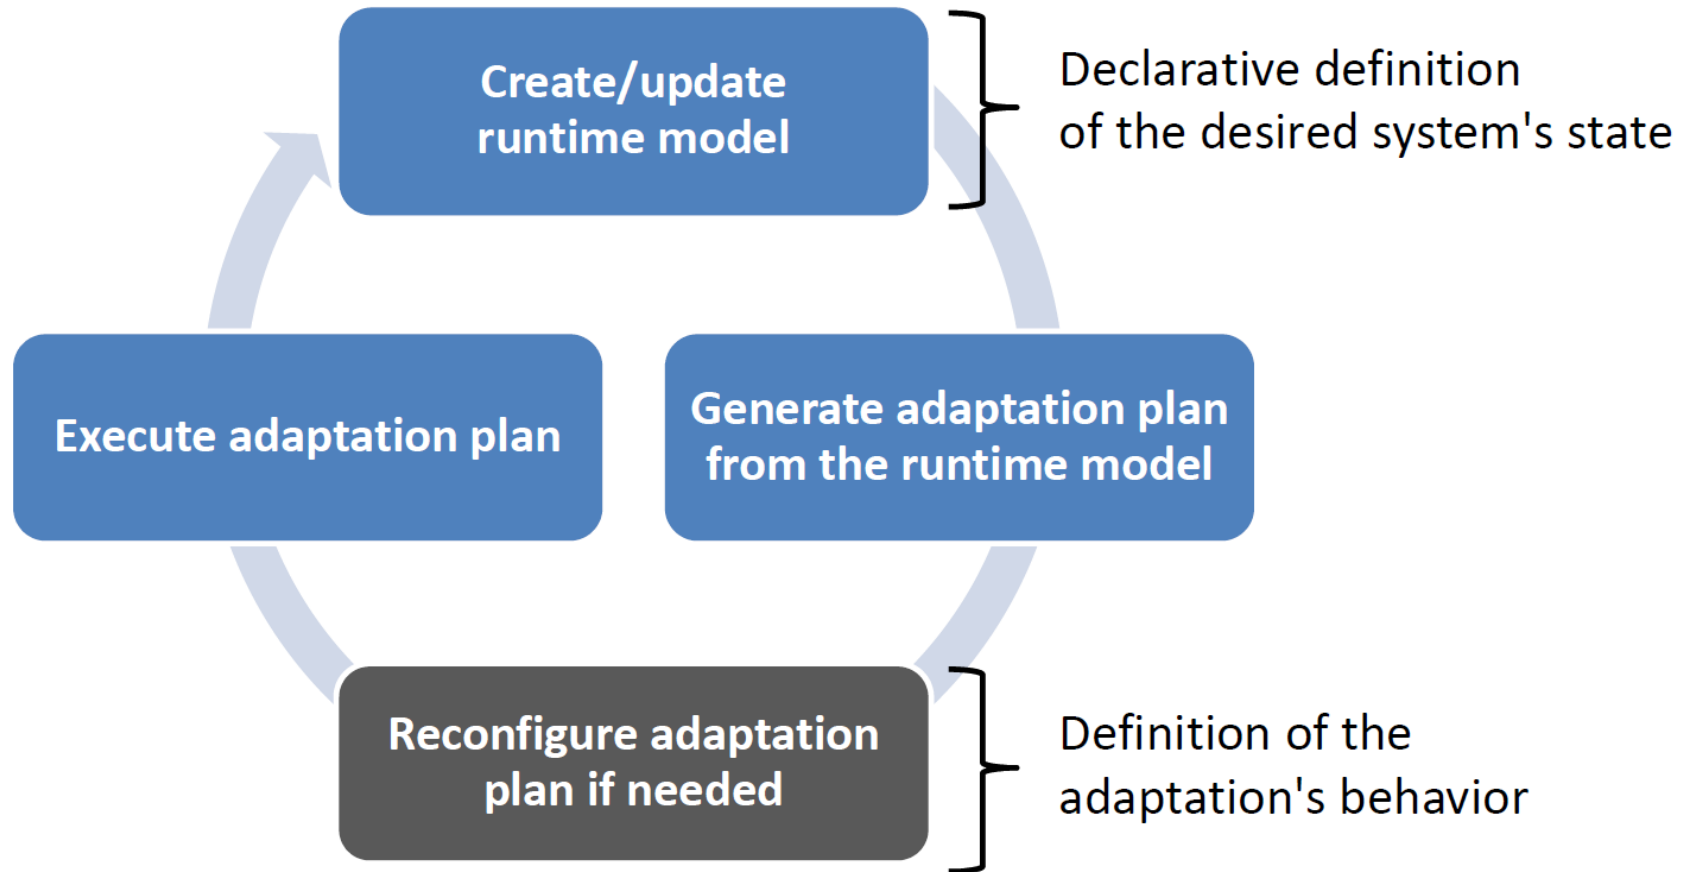 Create/update
runtime model
Declarative definition
of the desired system's state
Execute adaptation plan
Generate adaptation plan
from the runtime model
Reconfigure adaptation
plan if needed
Definition of the
adaptation's behavior